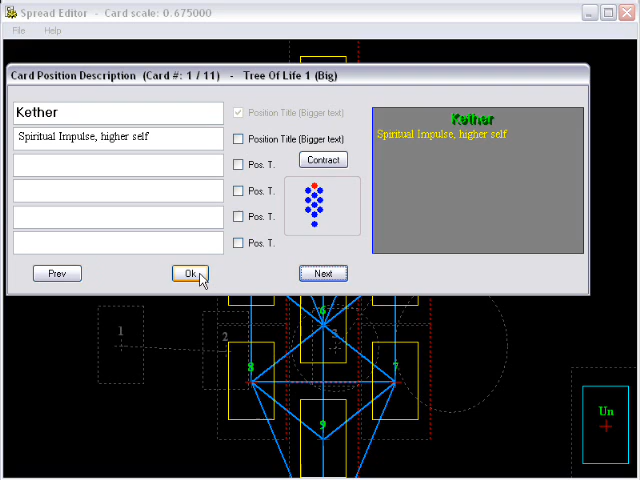 Spread Editor - Card scale: 0.675000
File Help
Card Position Description (Card #: 1 / 11) - Tree Of Life 1 (Big)
Kether
Position Title (Bigger text)
Kether
Spiritual Impulse, higher self
Position Title (Bigger text)
Spiritual Impulse, higher self
Pos. T.
Contract
Pos. T.
Pos. T.
Pos. T.
Prev
Ok
Next
6
1
2
3
8
7
9
Un